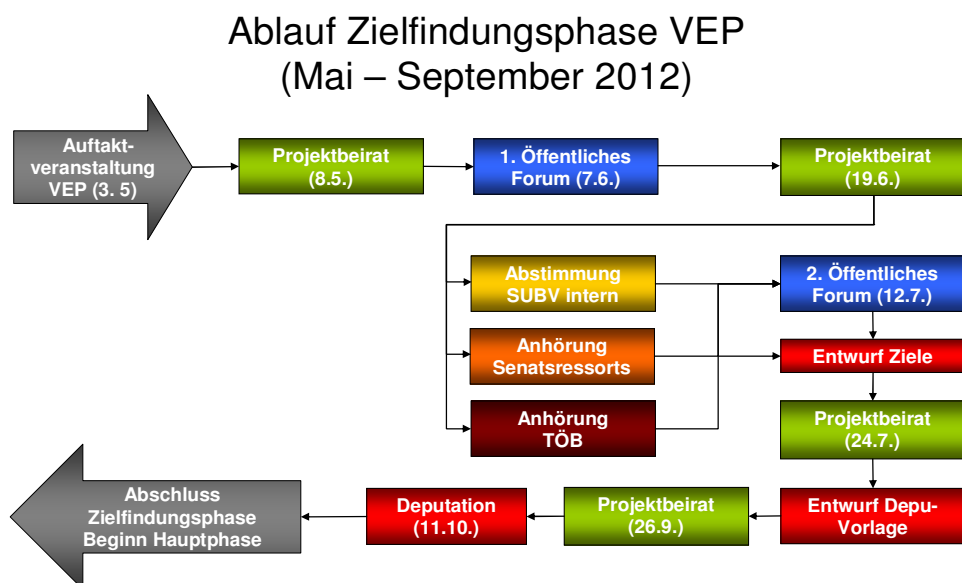 Ablauf Zielfindungsphase VEP
(Mai – September 2012)
Auftakt-
veranstaltung
VEP (3. 5)
Projektbeirat
(8.5.)
1. Öffentliches
Forum (7.6.)
Projektbeirat
(19.6.)
Abstimmung
SUBV intern
2. Öffentliches
Forum (12.7.)
Anhörung
Senatsressorts
Entwurf Ziele
Anhörung
TÖB
Projektbeirat
(24.7.)
Abschluss
Zielfindungsphase
Beginn Hauptphase
Deputation
(11.10.)
Projektbeirat
(26.9.)
Entwurf Depu-
Vorlage